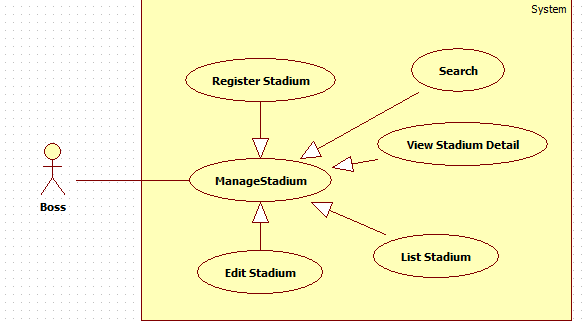 System
Register Stadium
Search
View Stadium Detail
ManageStadium
Boss
Edit Stadium
List Stadium